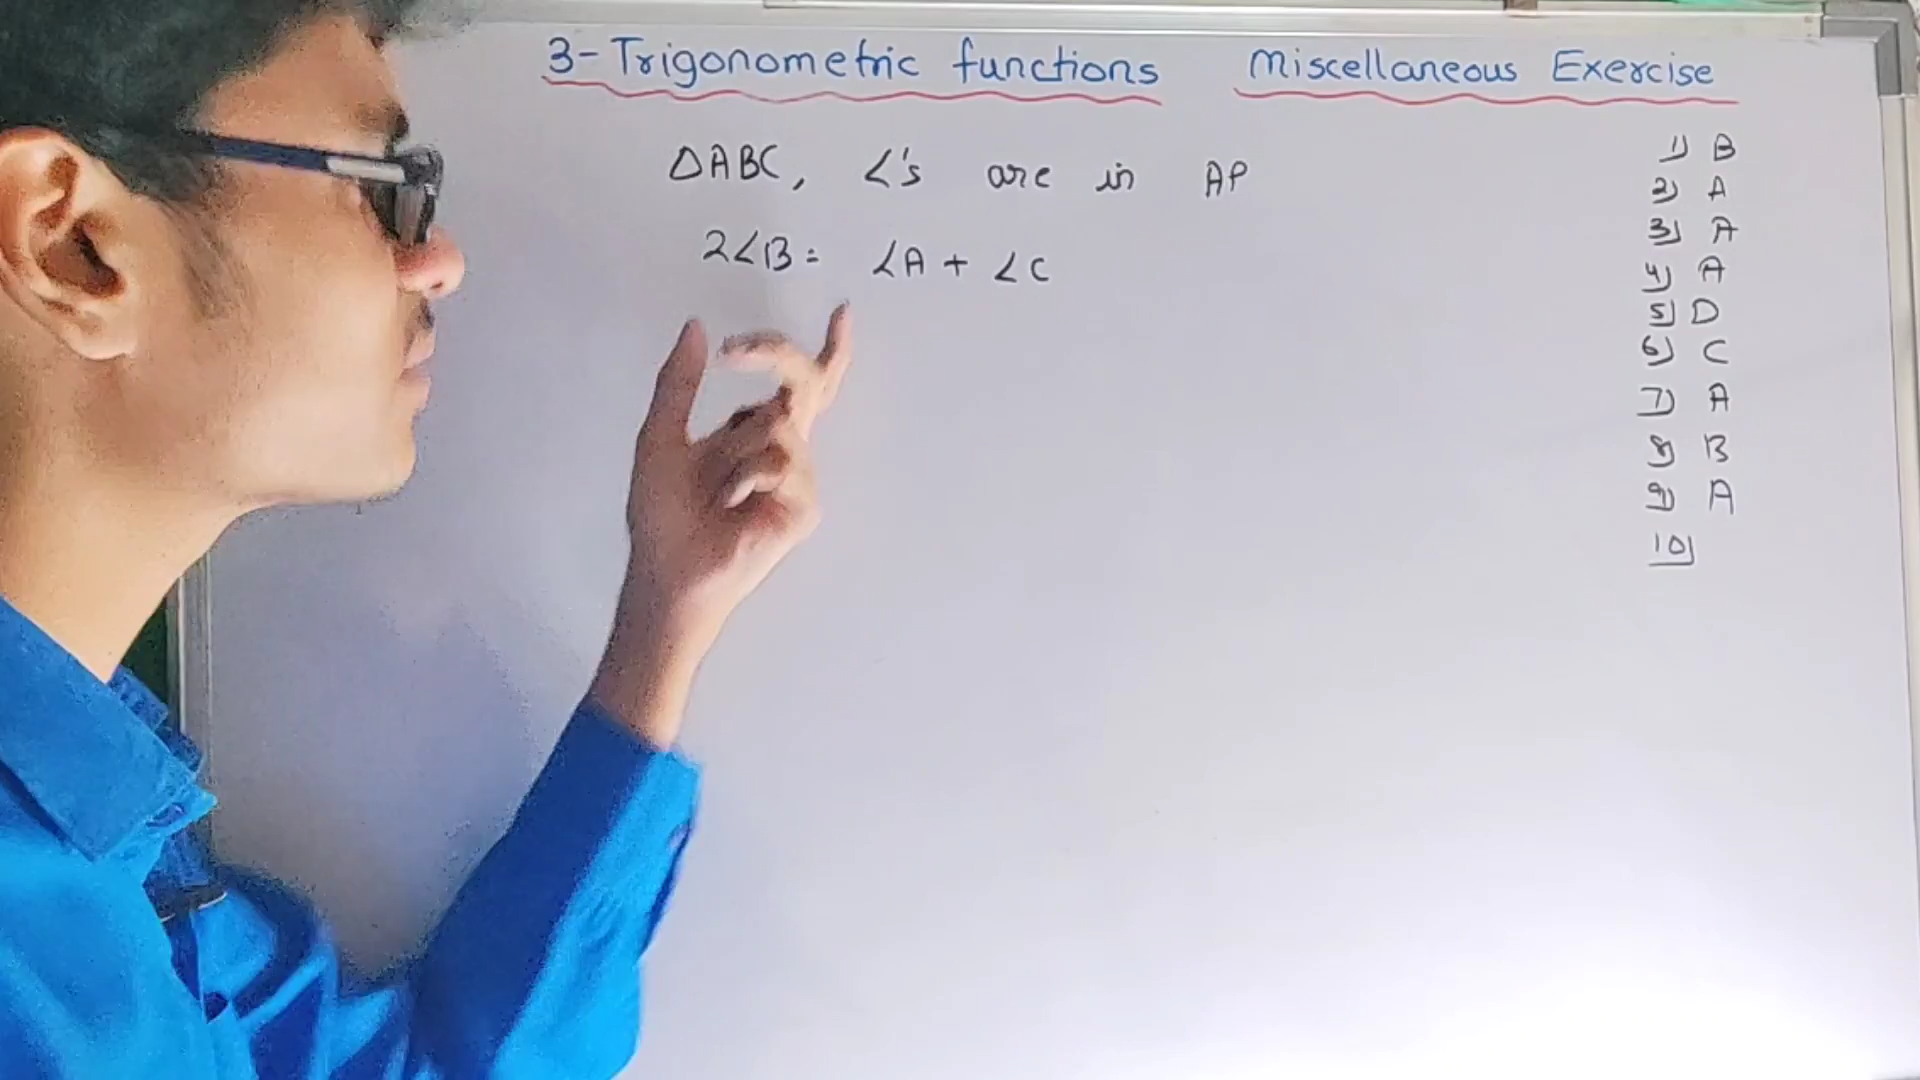 3-Trigonometric functions Miscellaneous Exercise
△ABC, ∠'s are in AP
2∠B = ∠A + ∠C
1) B
2) A
3) A
4) A
5) D
6) C
7) A
8) B
9) A
10)